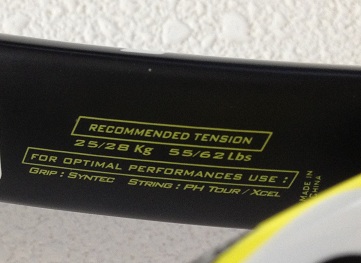 RECOMMENDED TENSION
25/28 Kg 55/62 Lbs
FOR OPTIMAL PERFORMANCES USE :
GRIP : SYNTEC STRING : PH TOUR / XCEL
MADE IN
CHINA